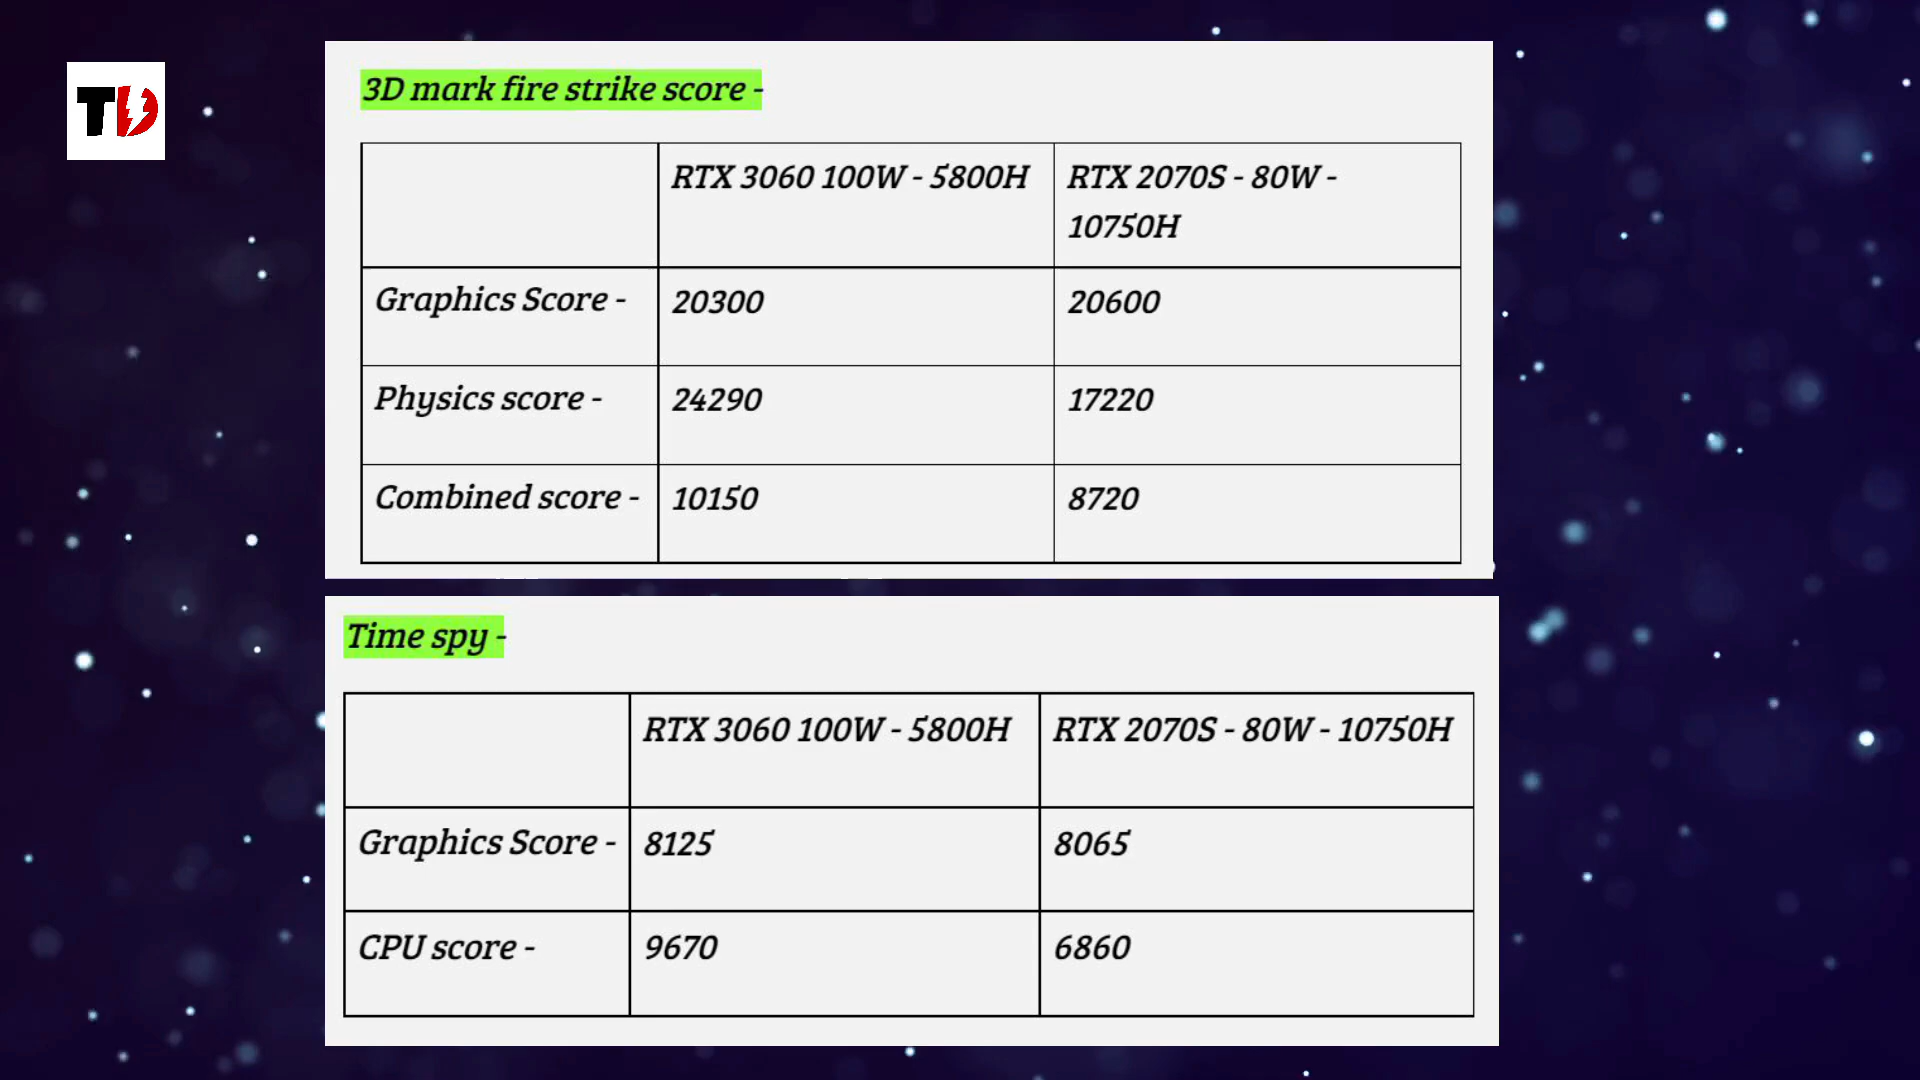 TD
3D mark fire strike score -
RTX 3060 100W - 5800H
RTX 2070S - 80W -
10750H
Graphics Score -
20300
20600
Physics score -
24290
17220
Combined score -
10150
8720
Time spy -
RTX 3060 100W - 5800H
RTX 2070S - 80W - 10750H
Graphics Score -
8125
8065
CPU score -
9670
6860